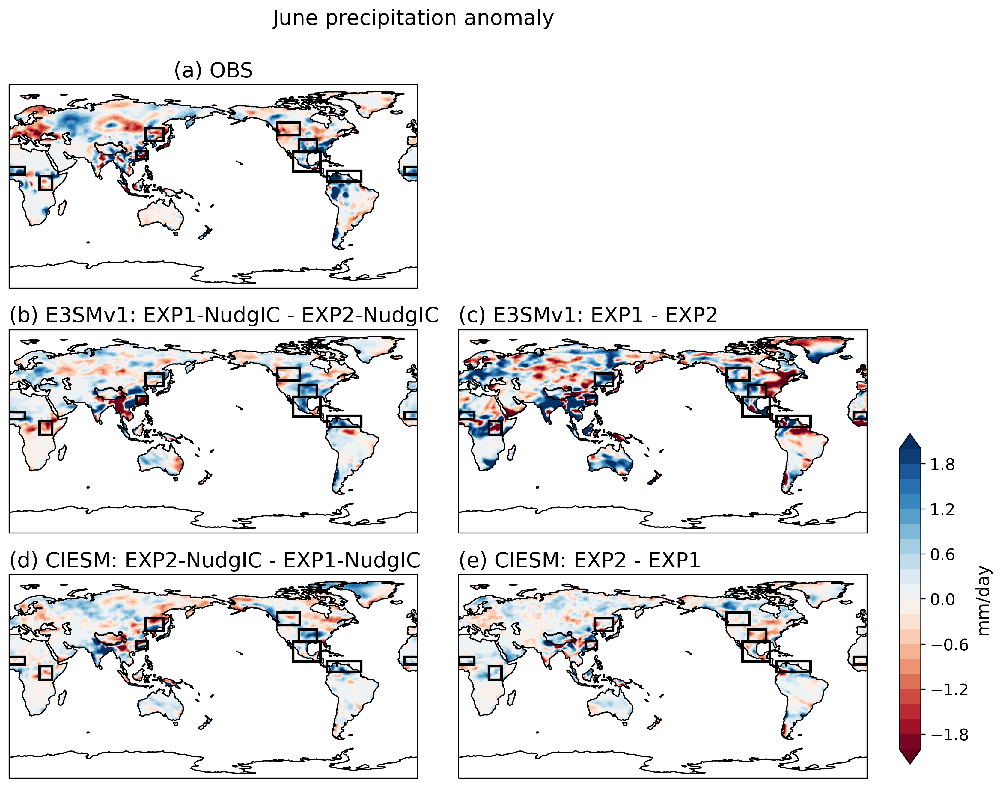 June precipitation anomaly
(a) OBS
(b) E3SMv1: EXP1-NudgIC - EXP2-NudgIC
(c) E3SMv1: EXP1 - EXP2
(d) CIESM: EXP2-NudgIC - EXP1-NudgIC
(e) CIESM: EXP2 - EXP1
1.8
1.2
0.6
0.0
−0.6
−1.2
−1.8
mm/day